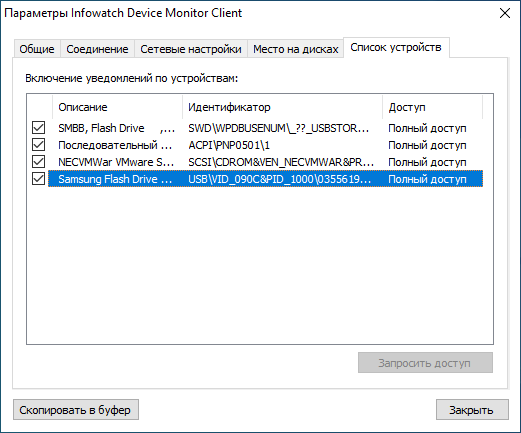 Параметры Infowatch Device Monitor Client
Общие Соединение Сетевые настройки Место на дисках Список устройств
Включение уведомлений по устройствам:
Описание Идентификатор Доступ
SMBB, Flash Drive ,... SWD\WPDBUSENUM\_??_USBSTOR... Полный доступ
Последовательный ... ACPI\PNP0501\1 Полный доступ
NECVMWar VMware S... SCSI\CDROM&VEN_NECVMWAR&PR... Полный доступ
Samsung Flash Drive ... USB\VID_090C&PID_1000\0355619... Полный доступ
Запросить доступ
Скопировать в буфер Закрыть